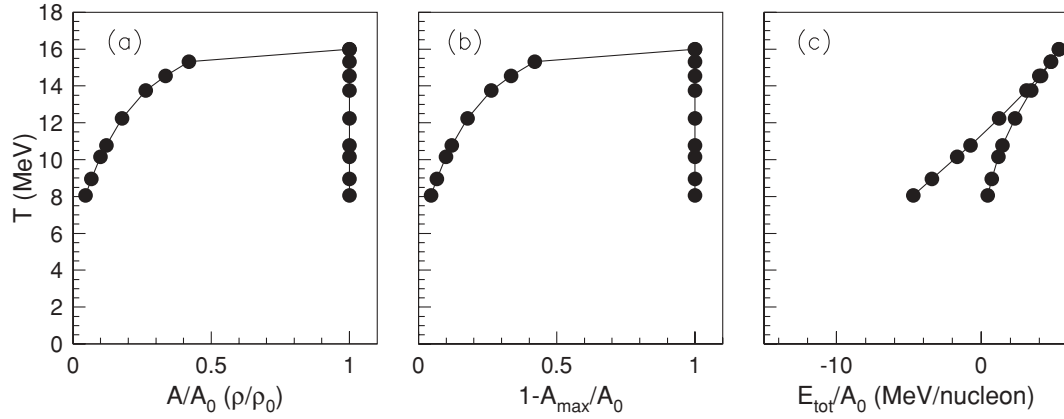 T (MeV)
18
16
14
12
10
8
6
4
2
0
(a)
(b)
(c)
0
0.5
1
0
0.5
1
-10
0
A/A0 (ρ/ρ0)
1-Amax/A0
Etot/A0 (MeV/nucleon)